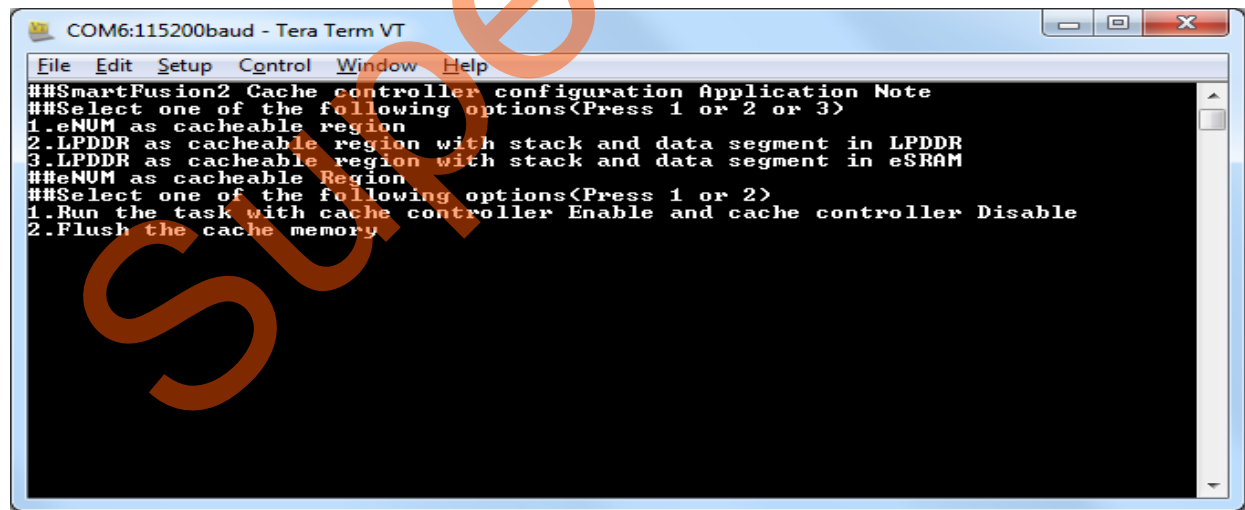 COM6:115200baud - Tera Term VT
File Edit Setup Control Window Help
##SmartFusion2 Cache controller configuration Application Note
##Select one of the following options(Press 1 or 2 or 3)
1.eNVM as cacheable region
2.LPDDR as cacheable region with stack and data segment in LPDDR
3.LPDDR as cacheable region with stack and data segment in eSRAM
##eNVM as cacheable Region
##Select one of the following options(Press 1 or 2)
1.Run the task with cache controller Enable and cache controller Disable
2.Flush the cache memory
Supe